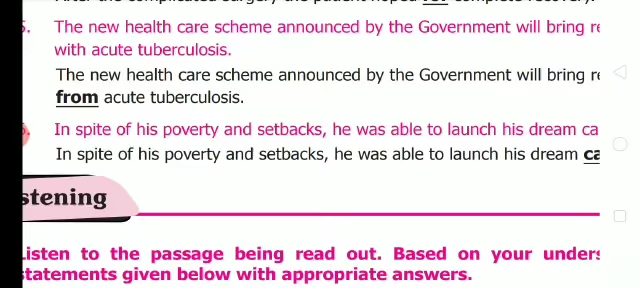 5. The new health care scheme announced by the Government will bring
with acute tuberculosis.
The new health care scheme announced by the Government will bring
from acute tuberculosis.
In spite of his poverty and setbacks, he was able to launch his dream
In spite of his poverty and setbacks, he was able to launch his dream
stening
Listen to the passage being read out. Based on your
statements given below with appropriate answers.